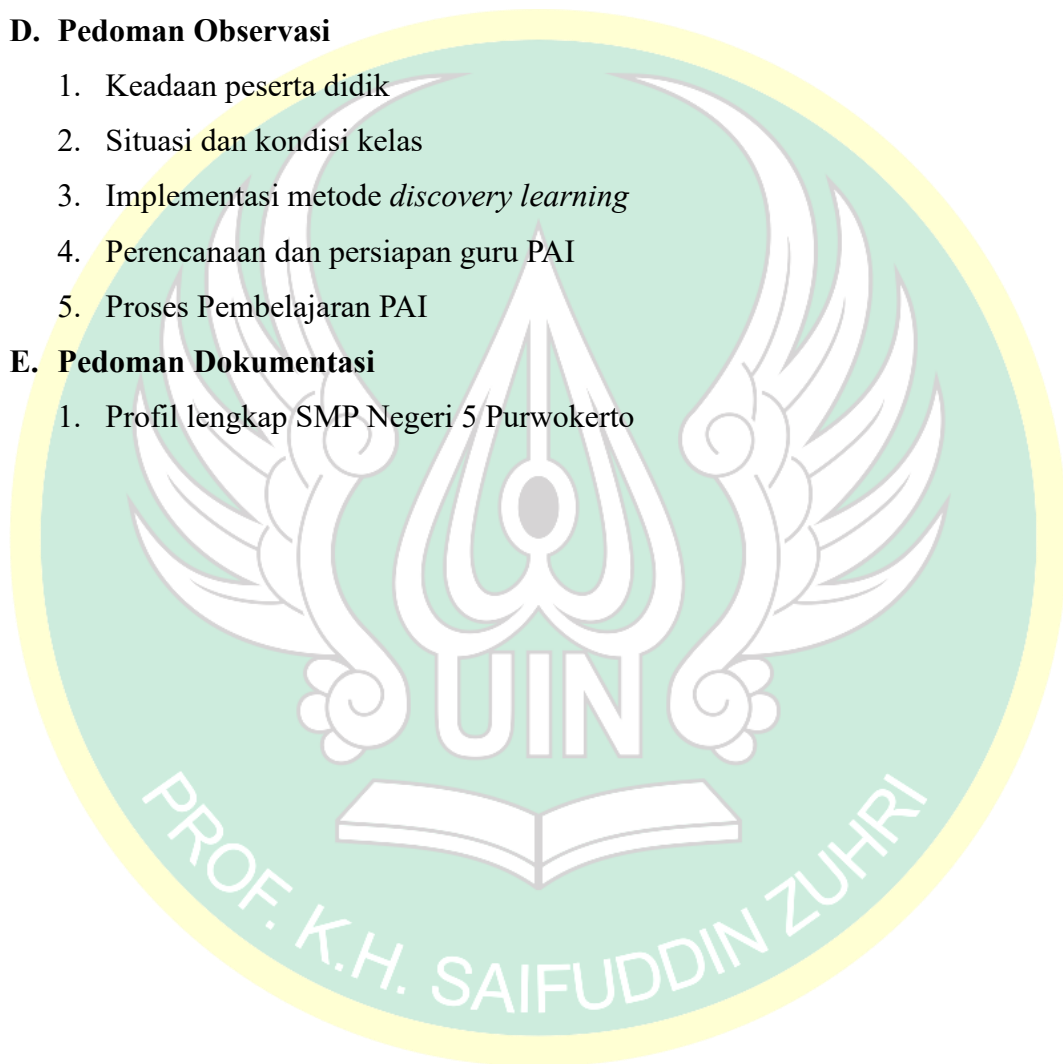 D. Pedoman Observasi
1. Keadaan peserta didik
2. Situasi dan kondisi kelas
3. Implementasi metode discovery learning
4. Perencanaan dan persiapan guru PAI
5. Proses Pembelajaran PAI
E. Pedoman Dokumentasi
1. Profil lengkap SMP Negeri 5 Purwokerto
UIN
PROF. K.H. SAIFUDDIN ZUHRI